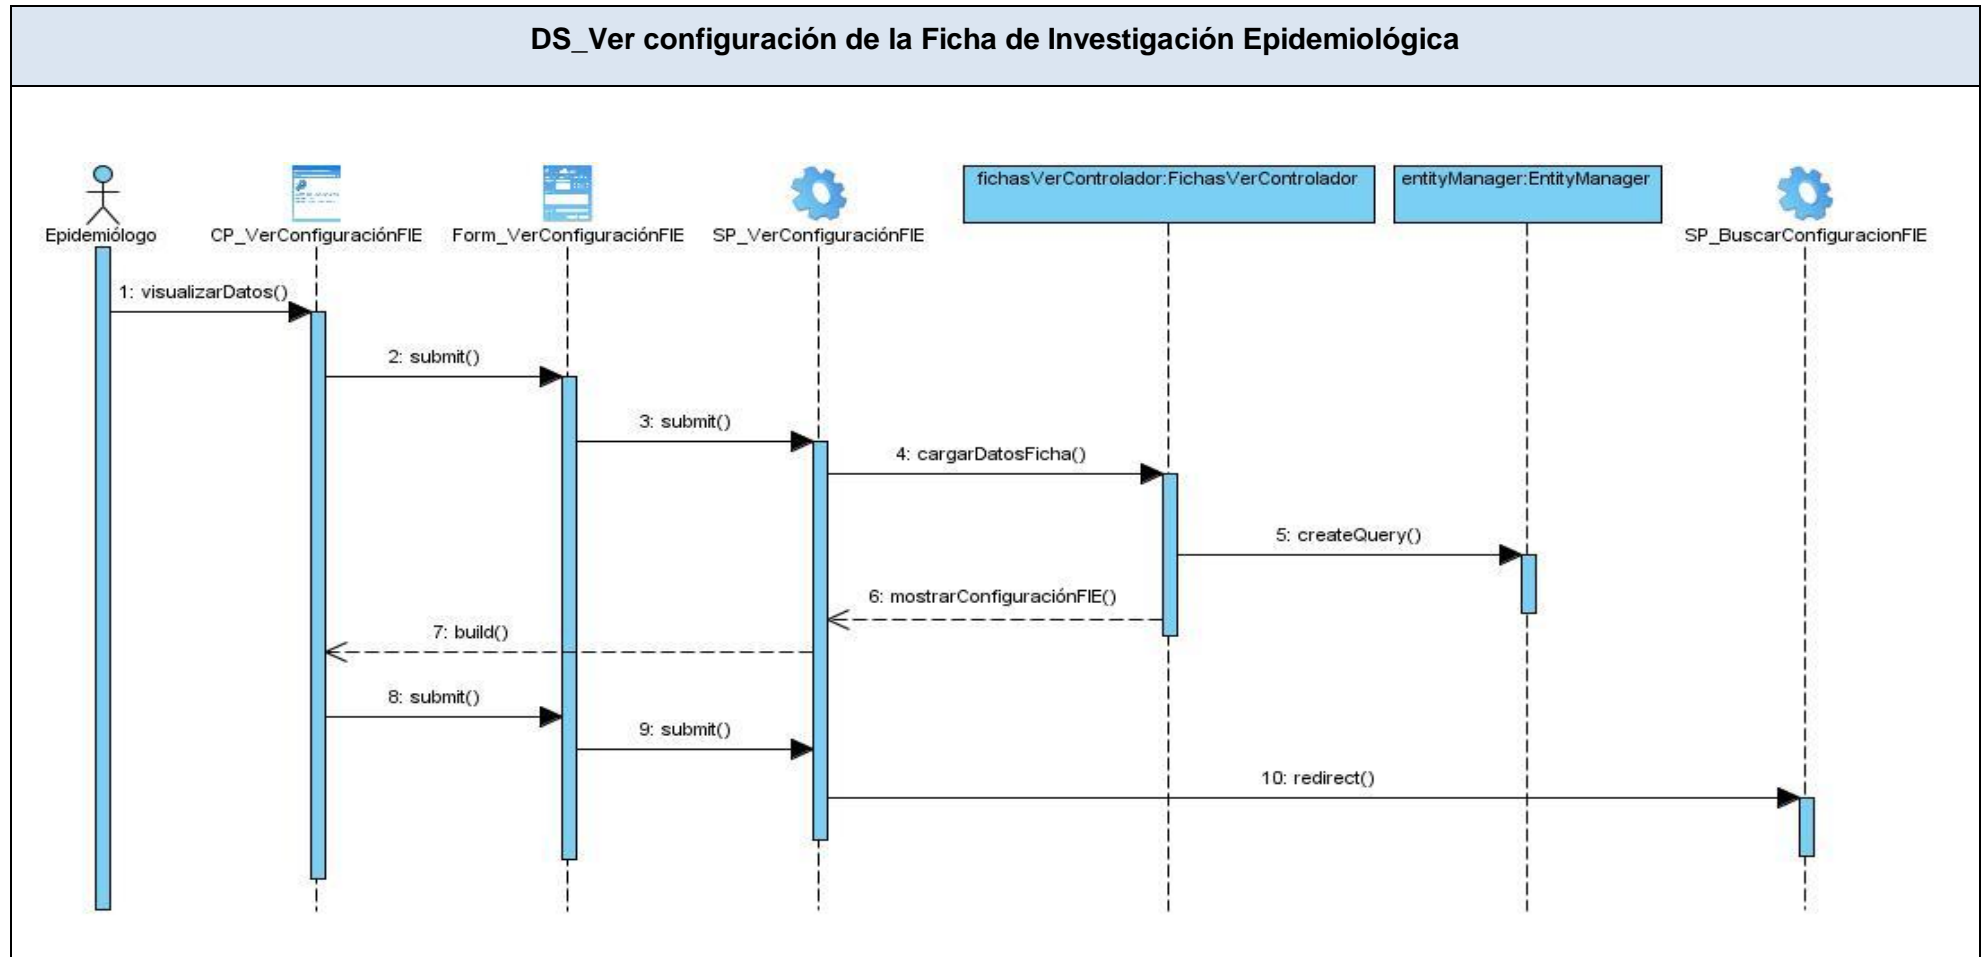 DS_Ver configuración de la Ficha de Investigación Epidemiológica
fichasVerControlador:FichasVerControlador
entityManager:EntityManager
Epidemiólogo
CP_VerConfiguraciónFIE
Form_VerConfiguraciónFIE
SP_VerConfiguraciónFIE
SP_BuscarConfiguracionFIE
1: visualizarDatos()
2: submit()
3: submit()
4: cargarDatosFicha()
5: createQuery()
6: mostrarConfiguraciónFIE()
7: build()
8: submit()
9: submit()
10: redirect()